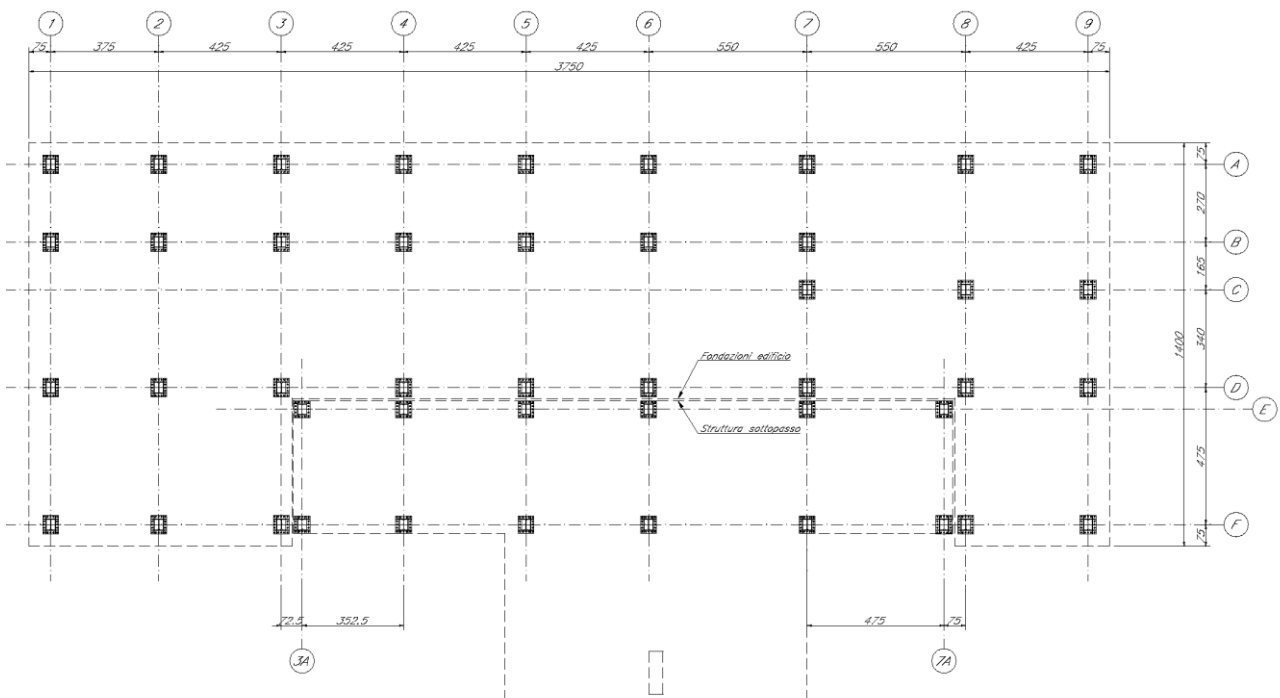 1 2 3 4 5 6 7 8 9
75 375 425 425 425 425 550 550 425 75
3750
A
75
270
B
165
C
340
1400
Fondazioni edificio
D
E
Struttura sottopasso
475
F
75
72.5 352.5 475 75
3A 7A